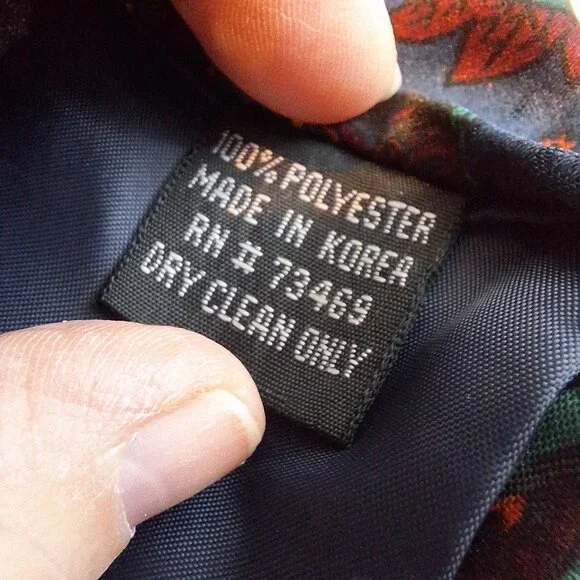 100% POLYESTER
MADE IN KOREA
RN # 73469
DRY CLEAN ONLY